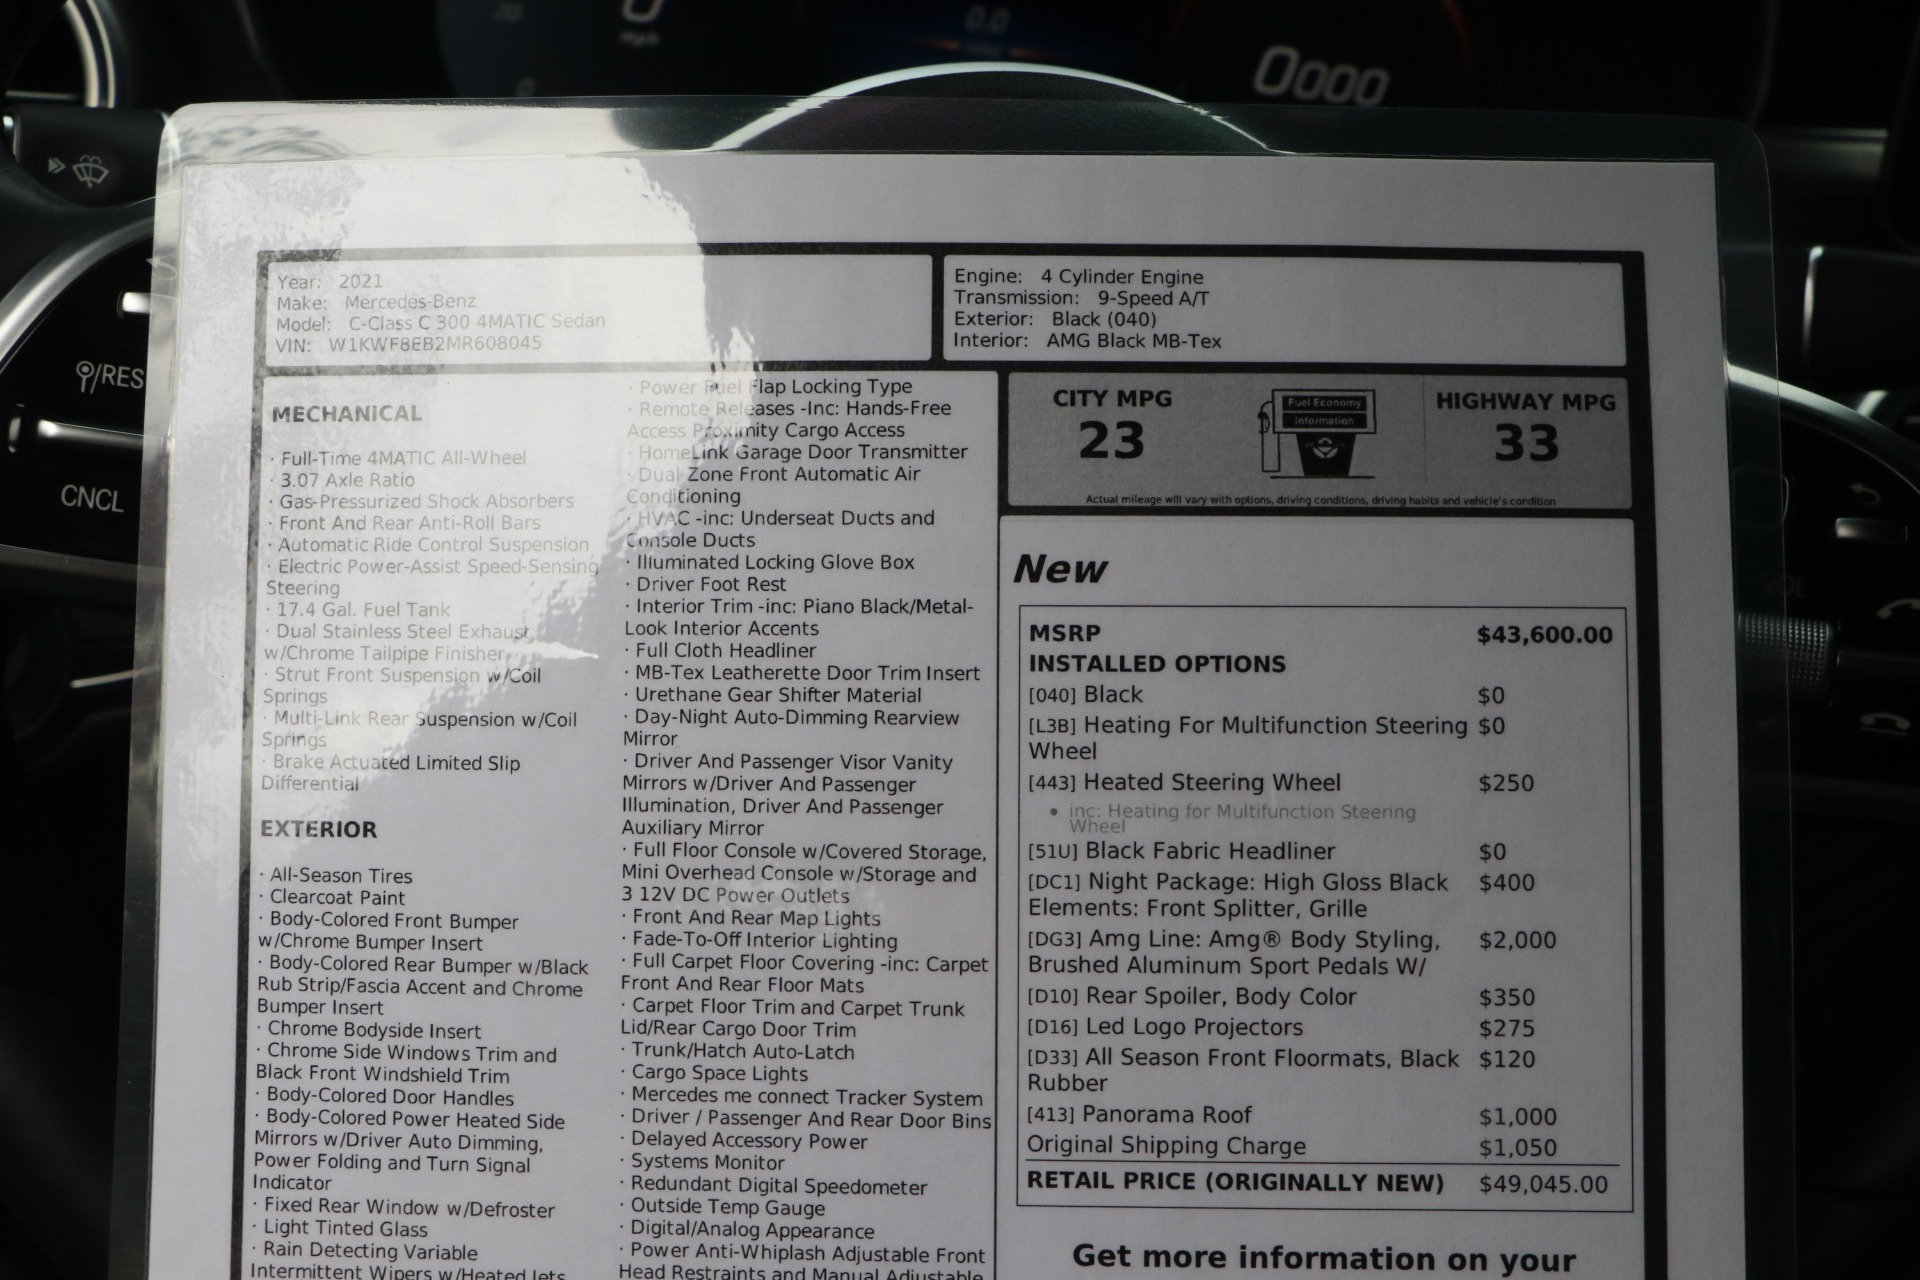 20
0
mph
0
0.0
0000
/RES
CNCL
VOL
Year: 2021
Make: Mercedes-Benz
Model: C-Class C 300 4MATIC Sedan
VIN: W1KWF8EB2MR608045
Engine: 4 Cylinder Engine
Transmission: 9-Speed A/T
Exterior: Black (040)
Interior: AMG Black MB-Tex
MECHANICAL
· Full-Time 4MATIC All-Wheel
· 3.07 Axle Ratio
· Gas-Pressurized Shock Absorbers
· Front And Rear Anti-Roll Bars
· Automatic Ride Control Suspension
· Electric Power-Assist Speed-Sensing
Steering
· 17.4 Gal. Fuel Tank
· Dual Stainless Steel Exhaust
w/Chrome Tailpipe Finisher
· Strut Front Suspension w/Coil
Springs
· Multi-Link Rear Suspension w/Coil
Springs
· Brake Actuated Limited Slip
Differential
EXTERIOR
· All-Season Tires
· Clearcoat Paint
· Body-Colored Front Bumper
w/Chrome Bumper Insert
· Body-Colored Rear Bumper w/Black
Rub Strip/Fascia Accent and Chrome
Bumper Insert
· Chrome Bodyside Insert
· Chrome Side Windows Trim and
Black Front Windshield Trim
· Body-Colored Door Handles
· Body-Colored Power Heated Side
Mirrors w/Driver Auto Dimming,
Power Folding and Turn Signal
Indicator
· Fixed Rear Window w/Defroster
· Light Tinted Glass
· Rain Detecting Variable
Intermittent Wipers w/Heated Jets
· Power Fuel Flap Locking Type
· Remote Releases -Inc: Hands-Free
Access Proximity Cargo Access
· HomeLink Garage Door Transmitter
· Dual Zone Front Automatic Air
Conditioning
· HVAC -inc: Underseat Ducts and
Console Ducts
· Illuminated Locking Glove Box
· Driver Foot Rest
· Interior Trim -inc: Piano Black/Metal-
Look Interior Accents
· Full Cloth Headliner
· MB-Tex Leatherette Door Trim Insert
· Urethane Gear Shifter Material
· Day-Night Auto-Dimming Rearview
Mirror
· Driver And Passenger Visor Vanity
Mirrors w/Driver And Passenger
Illumination, Driver And Passenger
Auxiliary Mirror
· Full Floor Console w/Covered Storage,
Mini Overhead Console w/Storage and
3 12V DC Power Outlets
· Front And Rear Map Lights
· Fade-To-Off Interior Lighting
· Full Carpet Floor Covering -inc: Carpet
Front And Rear Floor Mats
· Carpet Floor Trim and Carpet Trunk
Lid/Rear Cargo Door Trim
· Trunk/Hatch Auto-Latch
· Cargo Space Lights
· Mercedes me connect Tracker System
· Driver / Passenger And Rear Door Bins
· Delayed Accessory Power
· Systems Monitor
· Redundant Digital Speedometer
· Outside Temp Gauge
· Digital/Analog Appearance
· Power Anti-Whiplash Adjustable Front
Head Restraints and Manual Adjustable
CITY MPG
23
Fuel Economy
Information
HIGHWAY MPG
33
Actual mileage will vary with options, driving conditions, driving habits and vehicle's condition
New
MSRP $43,600.00
INSTALLED OPTIONS
[040] Black $0
[L3B] Heating For Multifunction Steering $0
Wheel
[443] Heated Steering Wheel $250
• inc: Heating for Multifunction Steering
Wheel
[51U] Black Fabric Headliner $0
[DC1] Night Package: High Gloss Black $400
Elements: Front Splitter, Grille
[DG3] Amg Line: Amg® Body Styling, $2,000
Brushed Aluminum Sport Pedals W/
[D10] Rear Spoiler, Body Color $350
[D16] Led Logo Projectors $275
[D33] All Season Front Floormats, Black $120
Rubber
[413] Panorama Roof $1,000
Original Shipping Charge $1,050
RETAIL PRICE (ORIGINALLY NEW) $49,045.00
Get more information on your